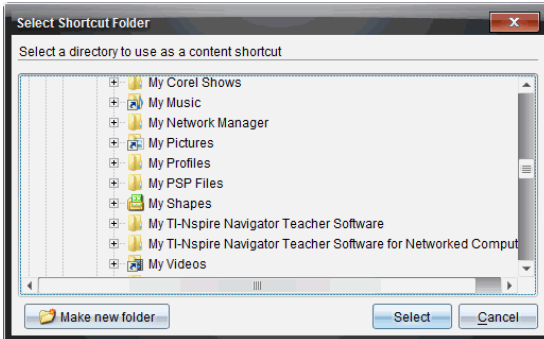 Select Shortcut Folder
Select a directory to use as a content shortcut
My Corel Shows
My Music
My Network Manager
My Pictures
My Profiles
My PSP Files
My Shapes
My TI-Nspire Navigator Teacher Software
My TI-Nspire Navigator Teacher Software for Networked Comput
My Videos
Make new folder
Select
Cancel